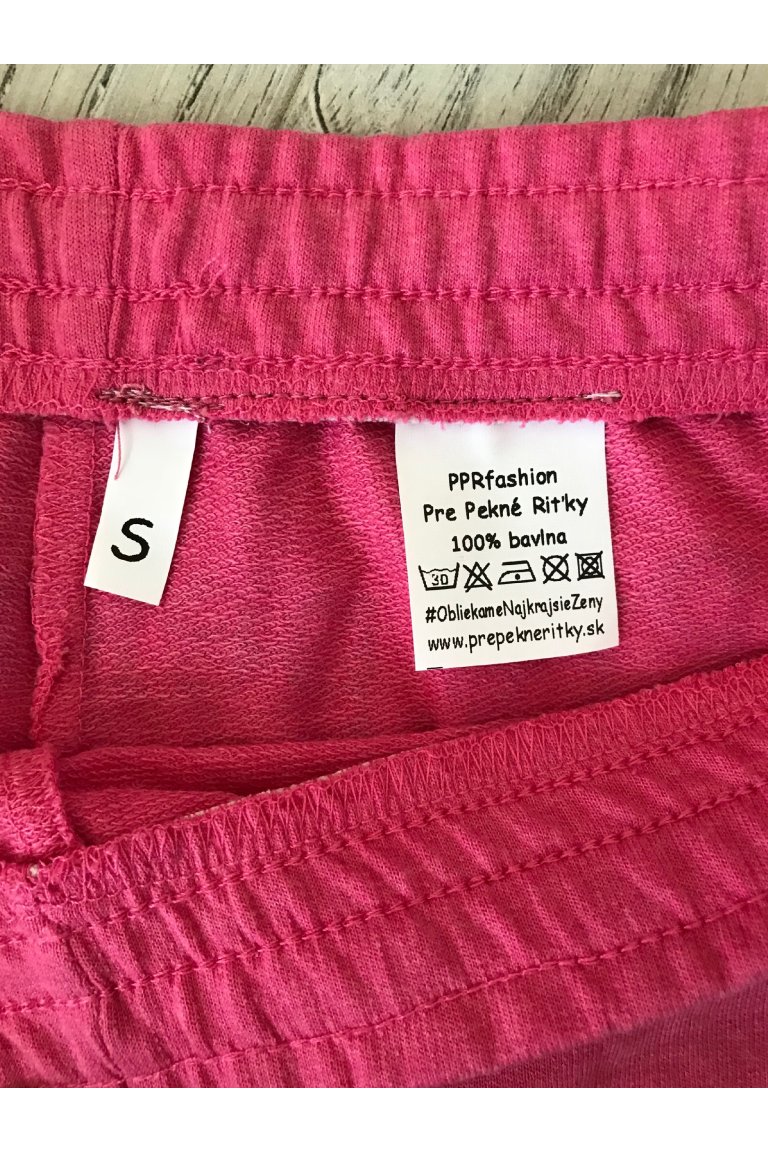 S
PPRfashion
Pre Pekné Rit'ky
100% bavlna
30
#ObliekameNajkrajsieZeny
www.prepekneritky.sk